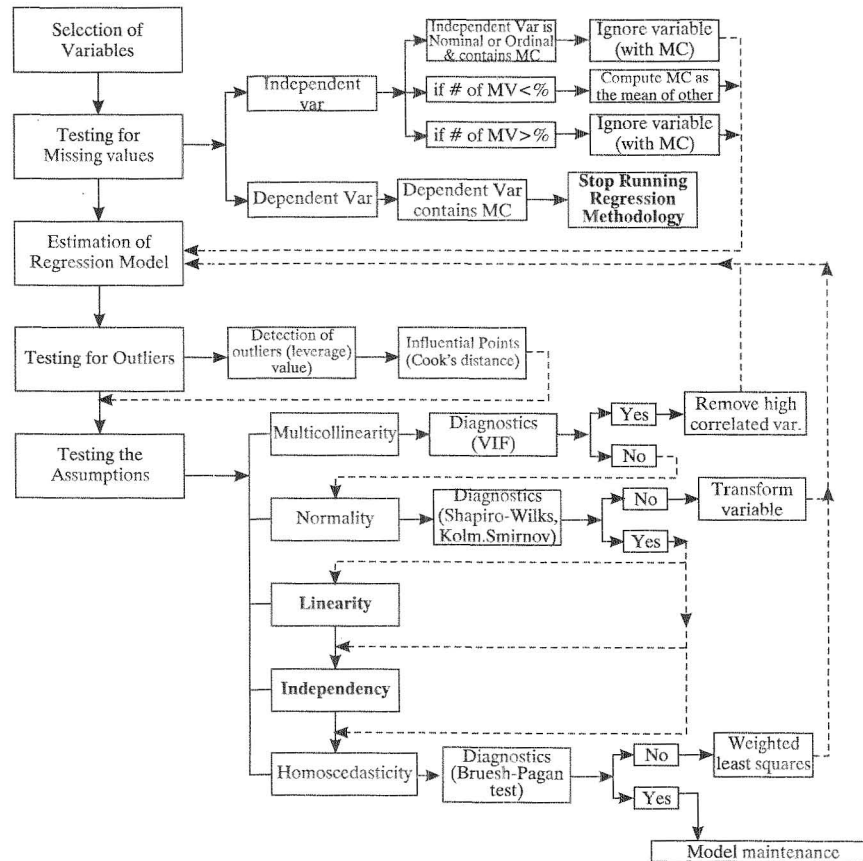 Selection of
Variables
Testing for
Missing values
Independent
var
Independent Var is
Nominal or Ordinal
& contains MC
Ignore variable
(with MC)
if # of MV<%
Compute MC as
the mean of other
if # of MV>%
Ignore variable
(with MC)
Dependent Var
Dependent Var
contains MC
Stop Running
Regression
Methodology
Estimation of
Regression Model
Testing for Outliers
Detection of
outliers (leverage)
value)
Influential Points
(Cook's distance)
Testing the
Assumptions
Multicollinearity
Diagnostics
(VIF)
Yes
Remove high
correlated var.
No
Normality
Diagnostics
(Shapiro-Wilks,
Kolm.Smirnov)
No
Transform
variable
Yes
Linearity
Independency
Homoscedasticity
Diagnostics
(Bruesh-Pagan
test)
No
Weighted
least squares
Yes
Model maintenance